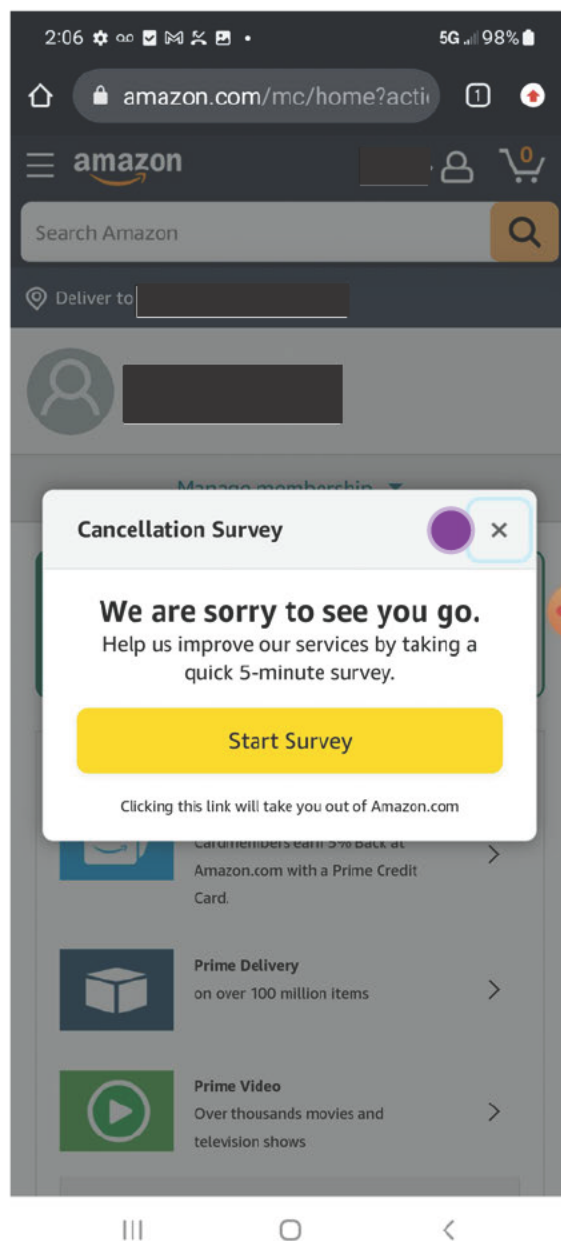 2:06
5G 98%
amazon.com/mc/home?acti
1
amazon
0
Search Amazon
Deliver to
Manage membership
Cancellation Survey
We are sorry to see you go.
Help us improve our services by taking a
quick 5-minute survey.
Start Survey
Clicking this link will take you out of Amazon.com
Cardmembers earn 5% Back at
Amazon.com with a Prime Credit
Card.
Prime Delivery
on over 100 million items
Prime Video
Over thousands movies and
television shows